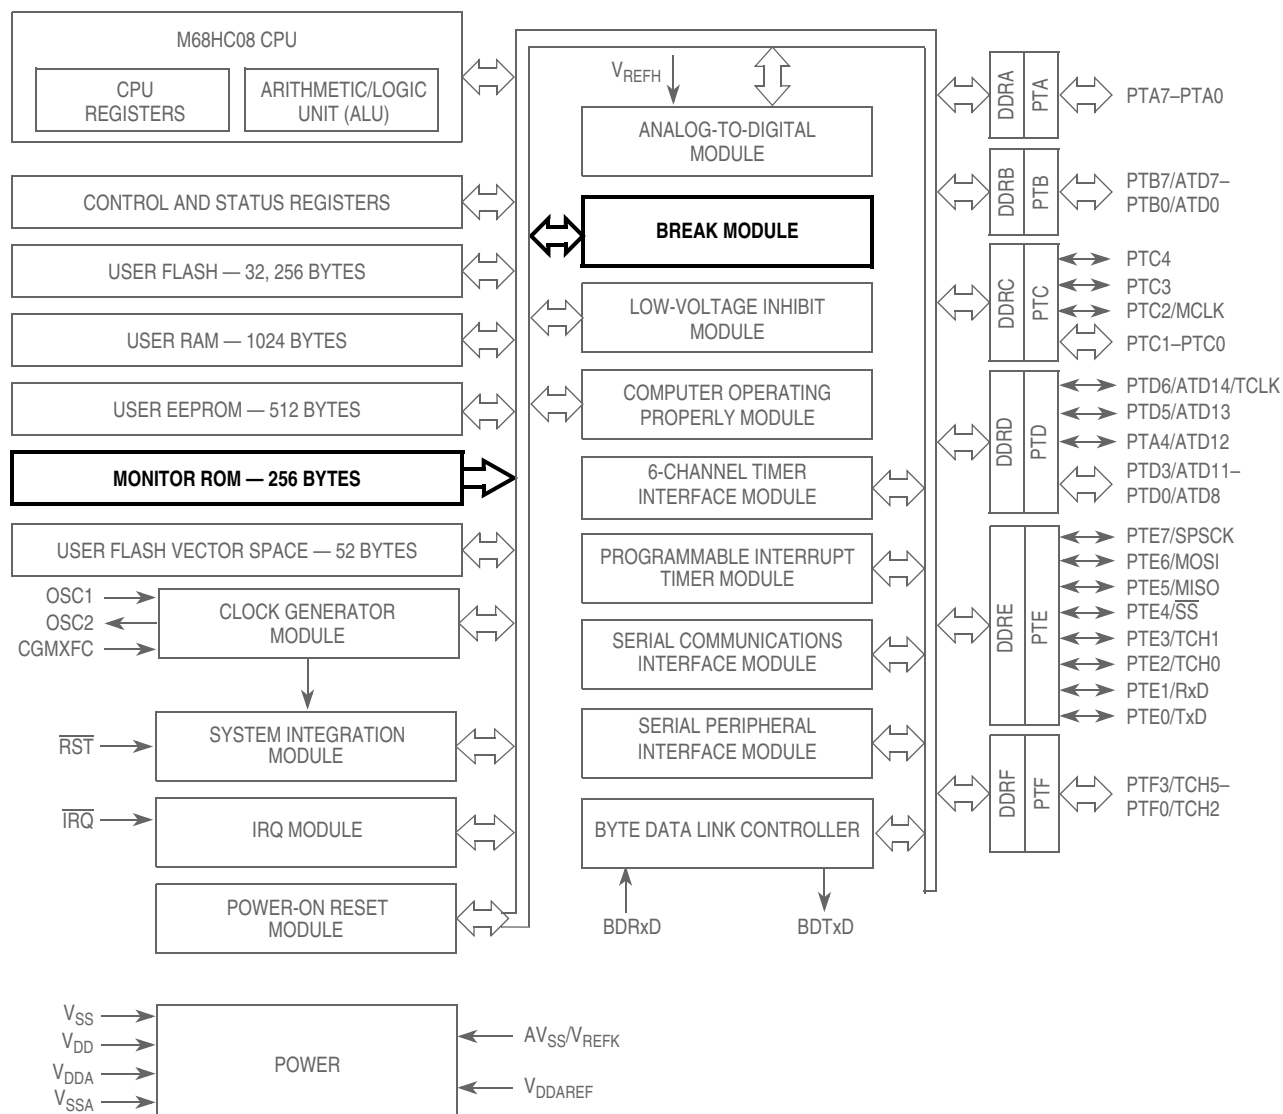 M68HC08 CPU
CPU
REGISTERS
ARITHMETIC/LOGIC
UNIT (ALU)
CONTROL AND STATUS REGISTERS
USER FLASH — 32, 256 BYTES
USER RAM — 1024 BYTES
USER EEPROM — 512 BYTES
MONITOR ROM — 256 BYTES
USER FLASH VECTOR SPACE — 52 BYTES
OSC1
OSC2
CGMXFC
CLOCK GENERATOR
MODULE
RST
SYSTEM INTEGRATION
MODULE
IRQ
IRQ MODULE
POWER-ON RESET
MODULE
VSS
VDD
VDDA
VSSA
POWER
AVSS/VREFK
VDDAREF
VREFH
ANALOG-TO-DIGITAL
MODULE
BREAK MODULE
LOW-VOLTAGE INHIBIT
MODULE
COMPUTER OPERATING
PROPERLY MODULE
6-CHANNEL TIMER
INTERFACE MODULE
PROGRAMMABLE INTERRUPT
TIMER MODULE
SERIAL COMMUNICATIONS
INTERFACE MODULE
SERIAL PERIPHERAL
INTERFACE MODULE
BYTE DATA LINK CONTROLLER
BDRxD
BDTxD
DDRA
PTA
PTA7–PTA0
DDRB
PTB
PTB7/ATD7–
PTB0/ATD0
DDRC
PTC
PTC4
PTC3
PTC2/MCLK
PTC1–PTC0
DDRD
PTD
PTD6/ATD14/TCLK
PTD5/ATD13
PTA4/ATD12
PTD3/ATD11–
PTD0/ATD8
DDRE
PTE
PTE7/SPSCK
PTE6/MOSI
PTE5/MISO
PTE4/SS
PTE3/TCH1
PTE2/TCH0
PTE1/RxD
PTE0/TxD
DDRF
PTF
PTF3/TCH5–
PTF0/TCH2